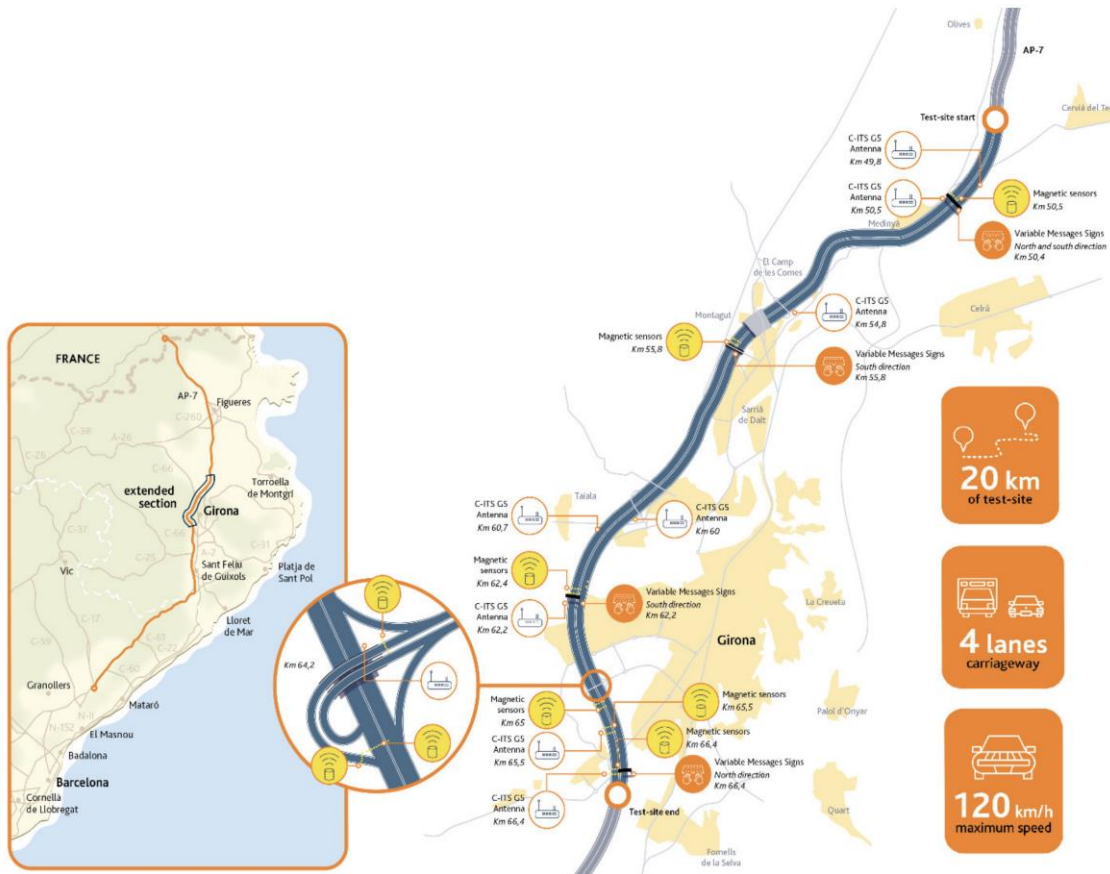 Olives
AP-7
Cervià del Ter
Test-site start
C-ITS G5
Antenna
Km 49,8
C-ITS G5
Antenna
Km 50,5
Magnetic sensors
Km 50,5
Medinyà
Variable Messages Signs
North and south direction
Km 50,4
El Camp
de les Comes
Celrà
C-ITS G5
Antenna
Km 54,8
Montagut
Magnetic sensors
Km 55,8
Variable Messages Signs
South direction
Km 55,8
Sarrià
de Dalt
20 km
of test-site
Taiala
C-ITS G5
Antenna
Km 60,7
C-ITS G5
Antenna
Km 60
Magnetic
sensors
Km 62,4
C-ITS G5
Antenna
Km 62,2
Variable Messages Signs
South direction
Km 62,2
La Creueta
Girona
4 lanes
carriageway
Km 64,2
Magnetic
sensors
Km 65
Magnetic sensors
Km 65,5
Palol d'Onyar
C-ITS G5
Antenna
Km 65,5
Magnetic sensors
Km 66,4
Variable Messages Signs
North direction
Km 66,4
C-ITS G5
Antenna
Km 66,4
Test-site end
Quart
Fornells
de la Selva
120 km/h
maximum speed
FRANCE
AP-7
Figueres
C-260
C-38
A-26
C-26
C-66
extended
section
Torroella
de Montgrí
Girona
C-37
C-66
C-31
A-2
C-25
Vic
Sant Feliu
de Guíxols
Platja de
Sant Pol
C-17
C-59
Lloret
de Mar
C-61
C-22
C-60
Granollers
Mataró
N-II
N-152
El Masnou
Badalona
Barcelona
Cornellà
de Llobregat